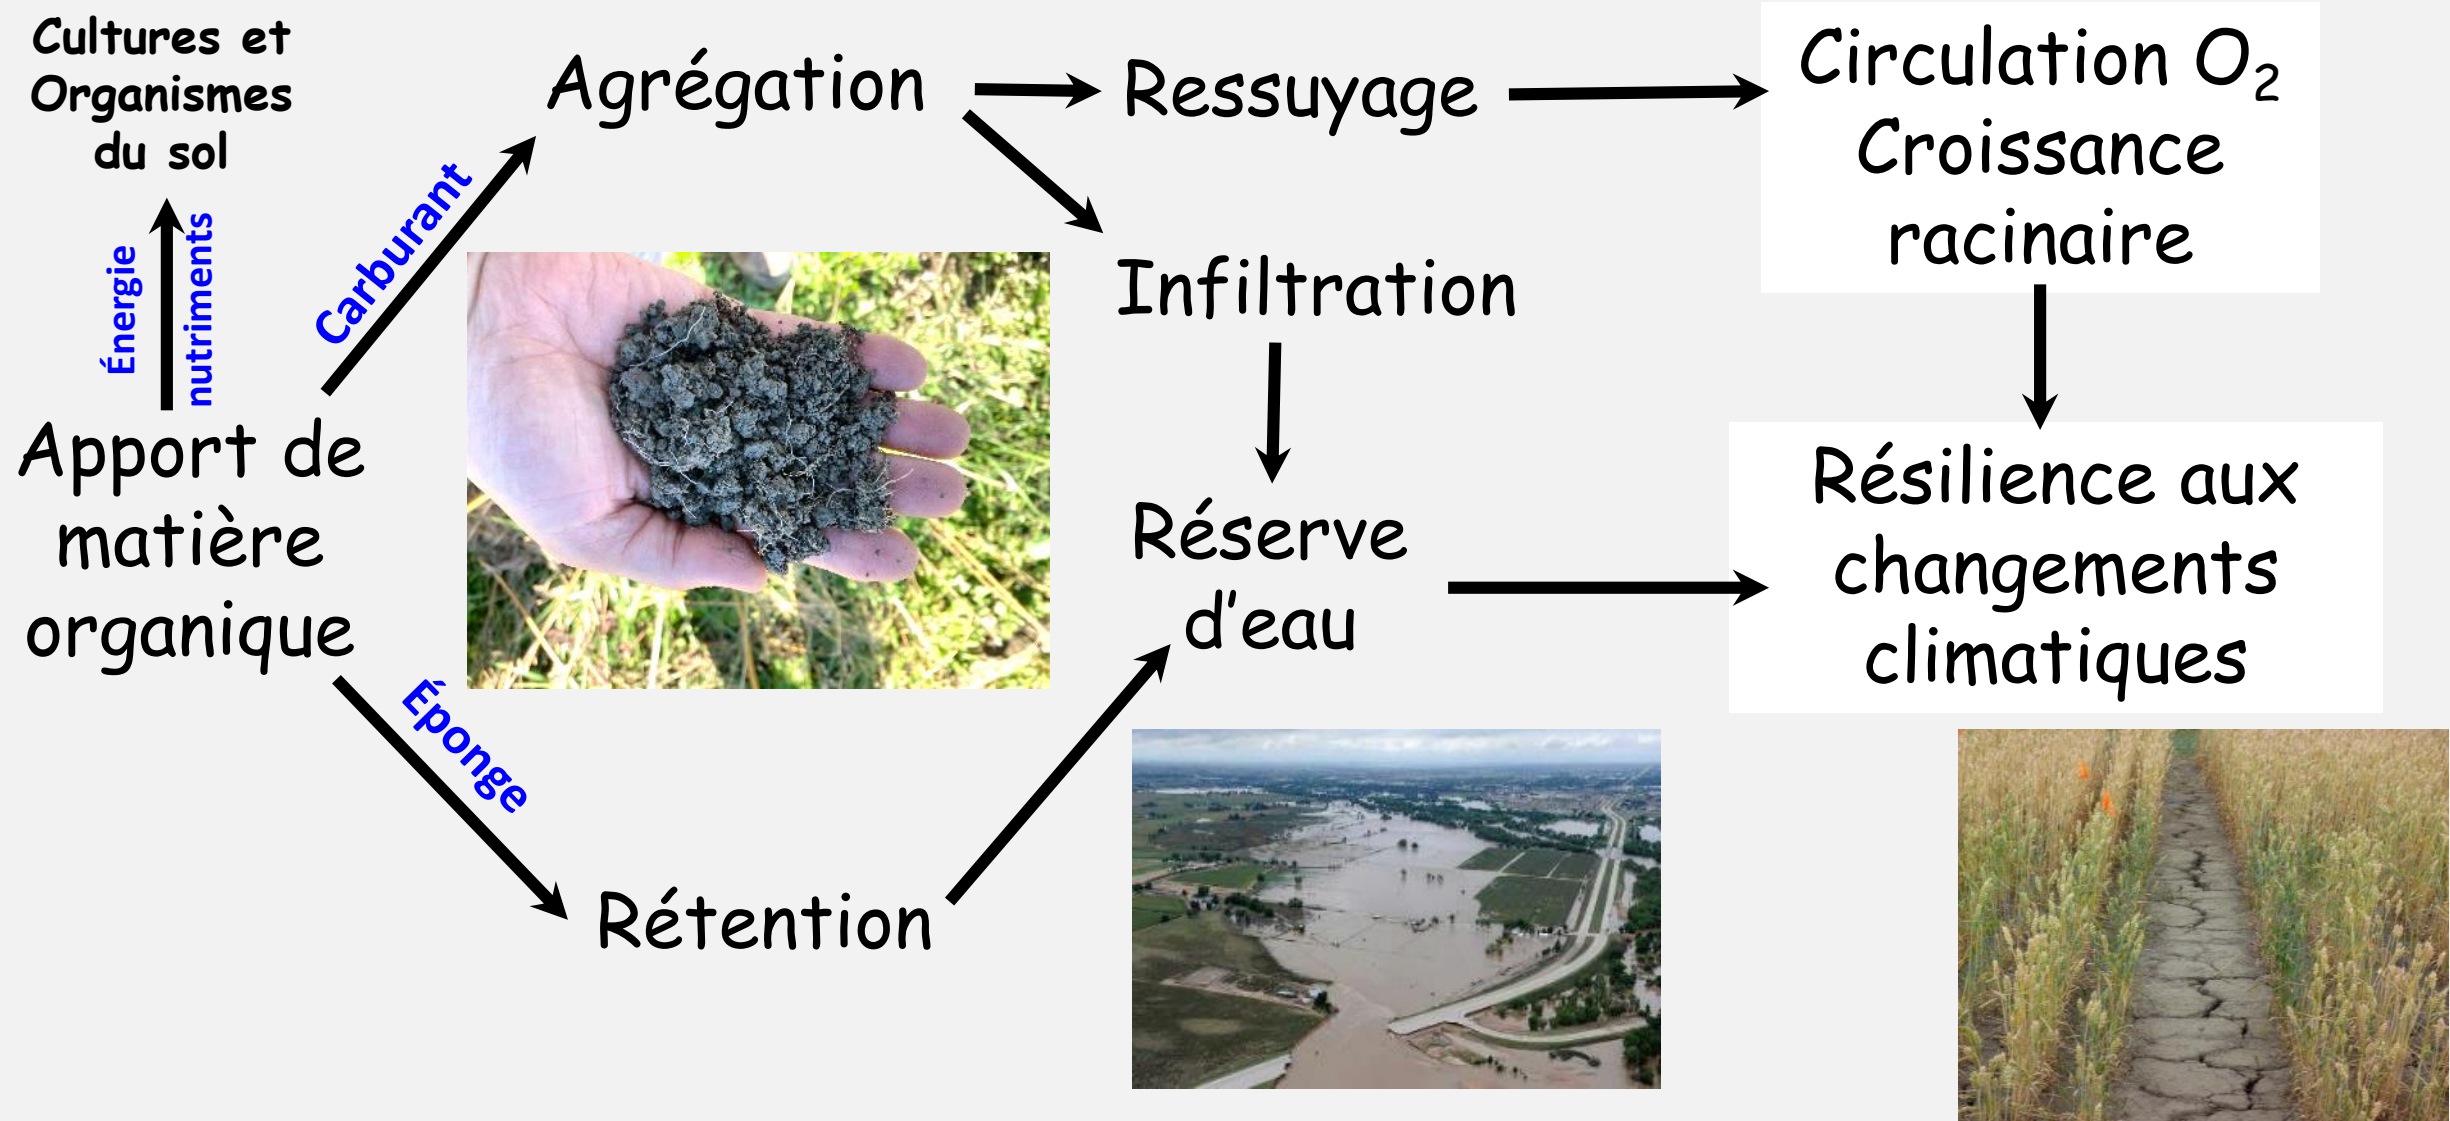 Cultures et
Organismes
du sol
Énergie
nutriments
Carburant
Agrégation
Ressuyage
Circulation O₂
Croissance
racinaire
Infiltration
Apport de
matière
organique
Réserve
d’eau
Résilience aux
changements
climatiques
Éponge
Rétention